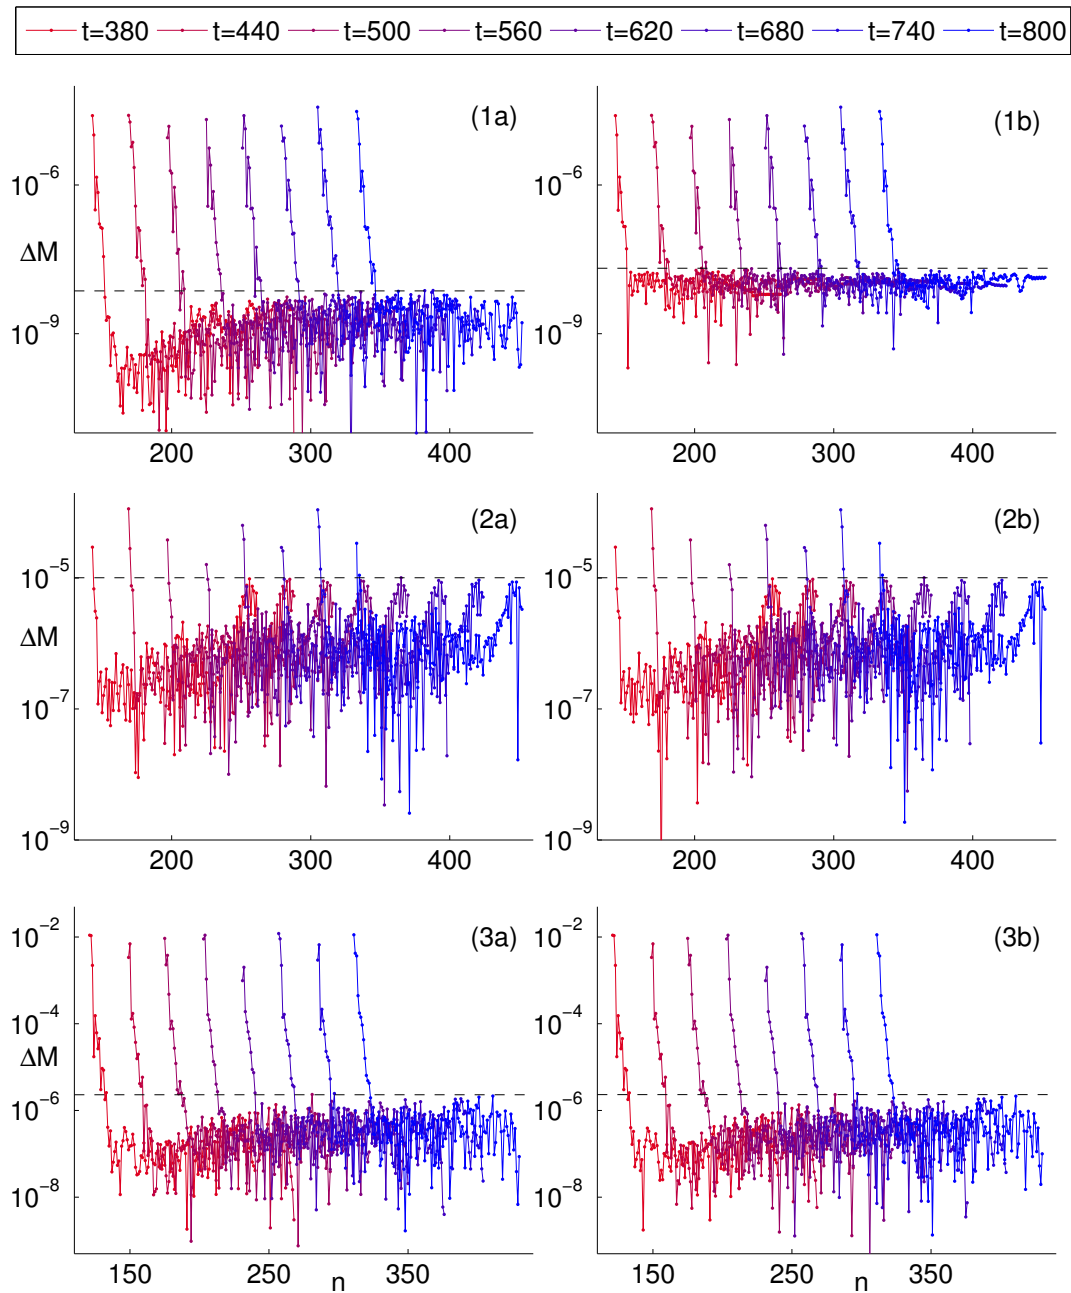 t=380 t=440 t=500 t=560 t=620 t=680 t=740 t=800
(1a)
10⁻⁶
ΔM
10⁻⁹
200 300 400
(1b)
10⁻⁶
10⁻⁹
200 300 400
(2a)
10⁻⁵
ΔM
10⁻⁷
10⁻⁹
200 300 400
(2b)
10⁻⁵
10⁻⁷
10⁻⁹
200 300 400
(3a)
10⁻²
10⁻⁴
ΔM
10⁻⁶
10⁻⁸
150 250 350
n
(3b)
10⁻²
10⁻⁴
10⁻⁶
10⁻⁸
150 250 350
n